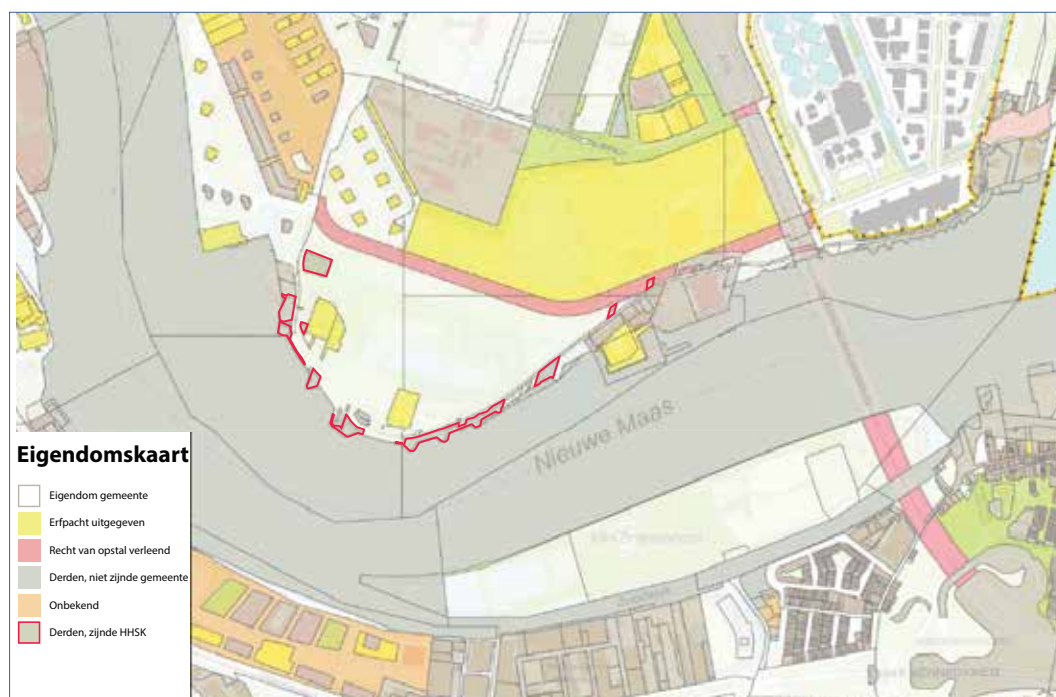 Nieuwe Maas
Eigendomskaart
Eigendom gemeente
Erfpacht uitgegeven
Recht van opstal verleend
Derden, niet zijnde gemeente
Onbekend
Derden, zijnde HHSK